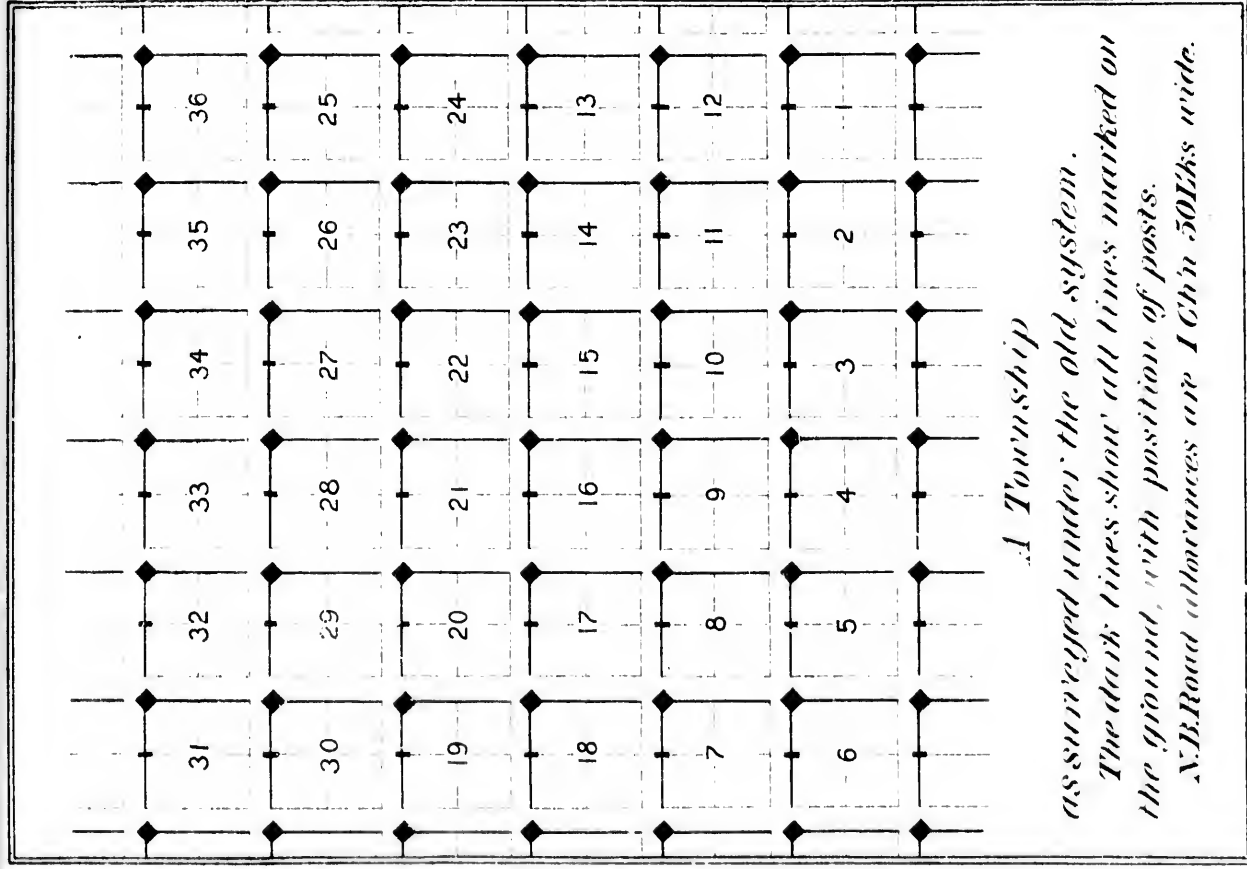 31 32 33 34 35 36
30 29 28 27 26 25
19 20 21 22 23 24
18 17 16 15 14 13
7 8 9 10 11 12
6 5 4 3 2 1
A Township
as surveyed under the old system.
The dark lines show all lines marked on
the ground, with position of posts.
N.B. Road allowances are 1 Ch'n 50 L'ks wide.